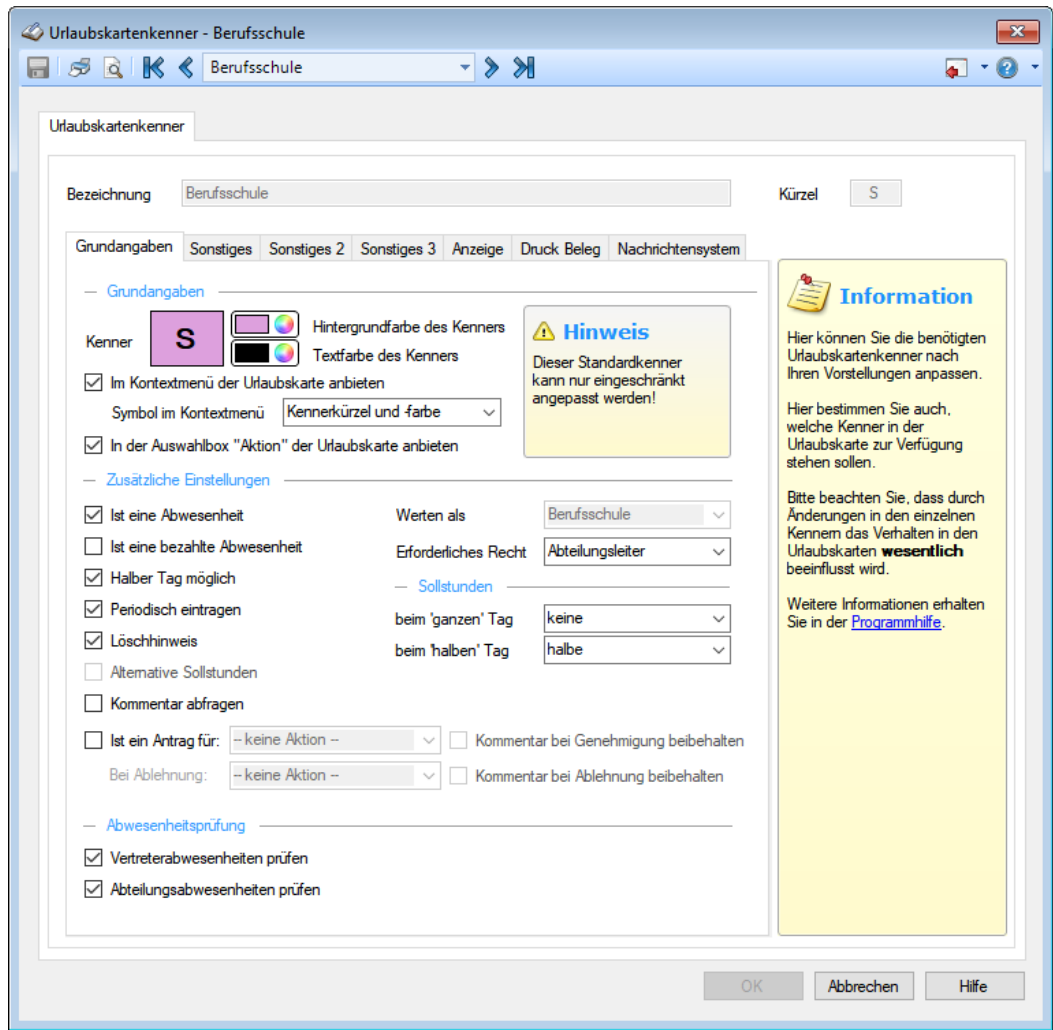 Urlaubskartenkenner - Berufsschule
Berufsschule
Urlaubskartenkenner
Bezeichnung Berufsschule Kürzel S
Grundangaben Sonstiges Sonstiges 2 Sonstiges 3 Anzeige Druck Beleg Nachrichtensystem
Grundangaben
Kenner S Hintergrundfarbe des Kenners
Textfarbe des Kenners
Im Kontextmenü der Urlaubskarte anbieten
Symbol im Kontextmenü Kennerkürzel und -farbe
In der Auswahlbox "Aktion" der Urlaubskarte anbieten
Hinweis
Dieser Standardkenner
kann nur eingeschränkt
angepasst werden!
Zusätzliche Einstellungen
Ist eine Abwesenheit Werten als Berufsschule
Ist eine bezahlte Abwesenheit Erforderliches Recht Abteilungsleiter
Halber Tag möglich Sollstunden
Periodisch eintragen beim 'ganzen' Tag keine
Löschhinweis beim 'halben' Tag halbe
Alternative Sollstunden
Kommentar abfragen
Ist ein Antrag für: -- keine Aktion -- Kommentar bei Genehmigung beibehalten
Bei Ablehnung: -- keine Aktion -- Kommentar bei Ablehnung beibehalten
Abwesenheitsprüfung
Vertreterabwesenheiten prüfen
Abteilungsabwesenheiten prüfen
Information
Hier können Sie die benötigten
Urlaubskartenkenner nach
Ihren Vorstellungen anpassen.
Hier bestimmen Sie auch,
welche Kenner in der
Urlaubskarte zur Verfügung
stehen sollen.
Bitte beachten Sie, dass durch
Änderungen in den einzelnen
Kennern das Verhalten in den
Urlaubskarten wesentlich
beeinflusst wird.
Weitere Informationen erhalten
Sie in der Programmhilfe.
OK Abbrechen Hilfe